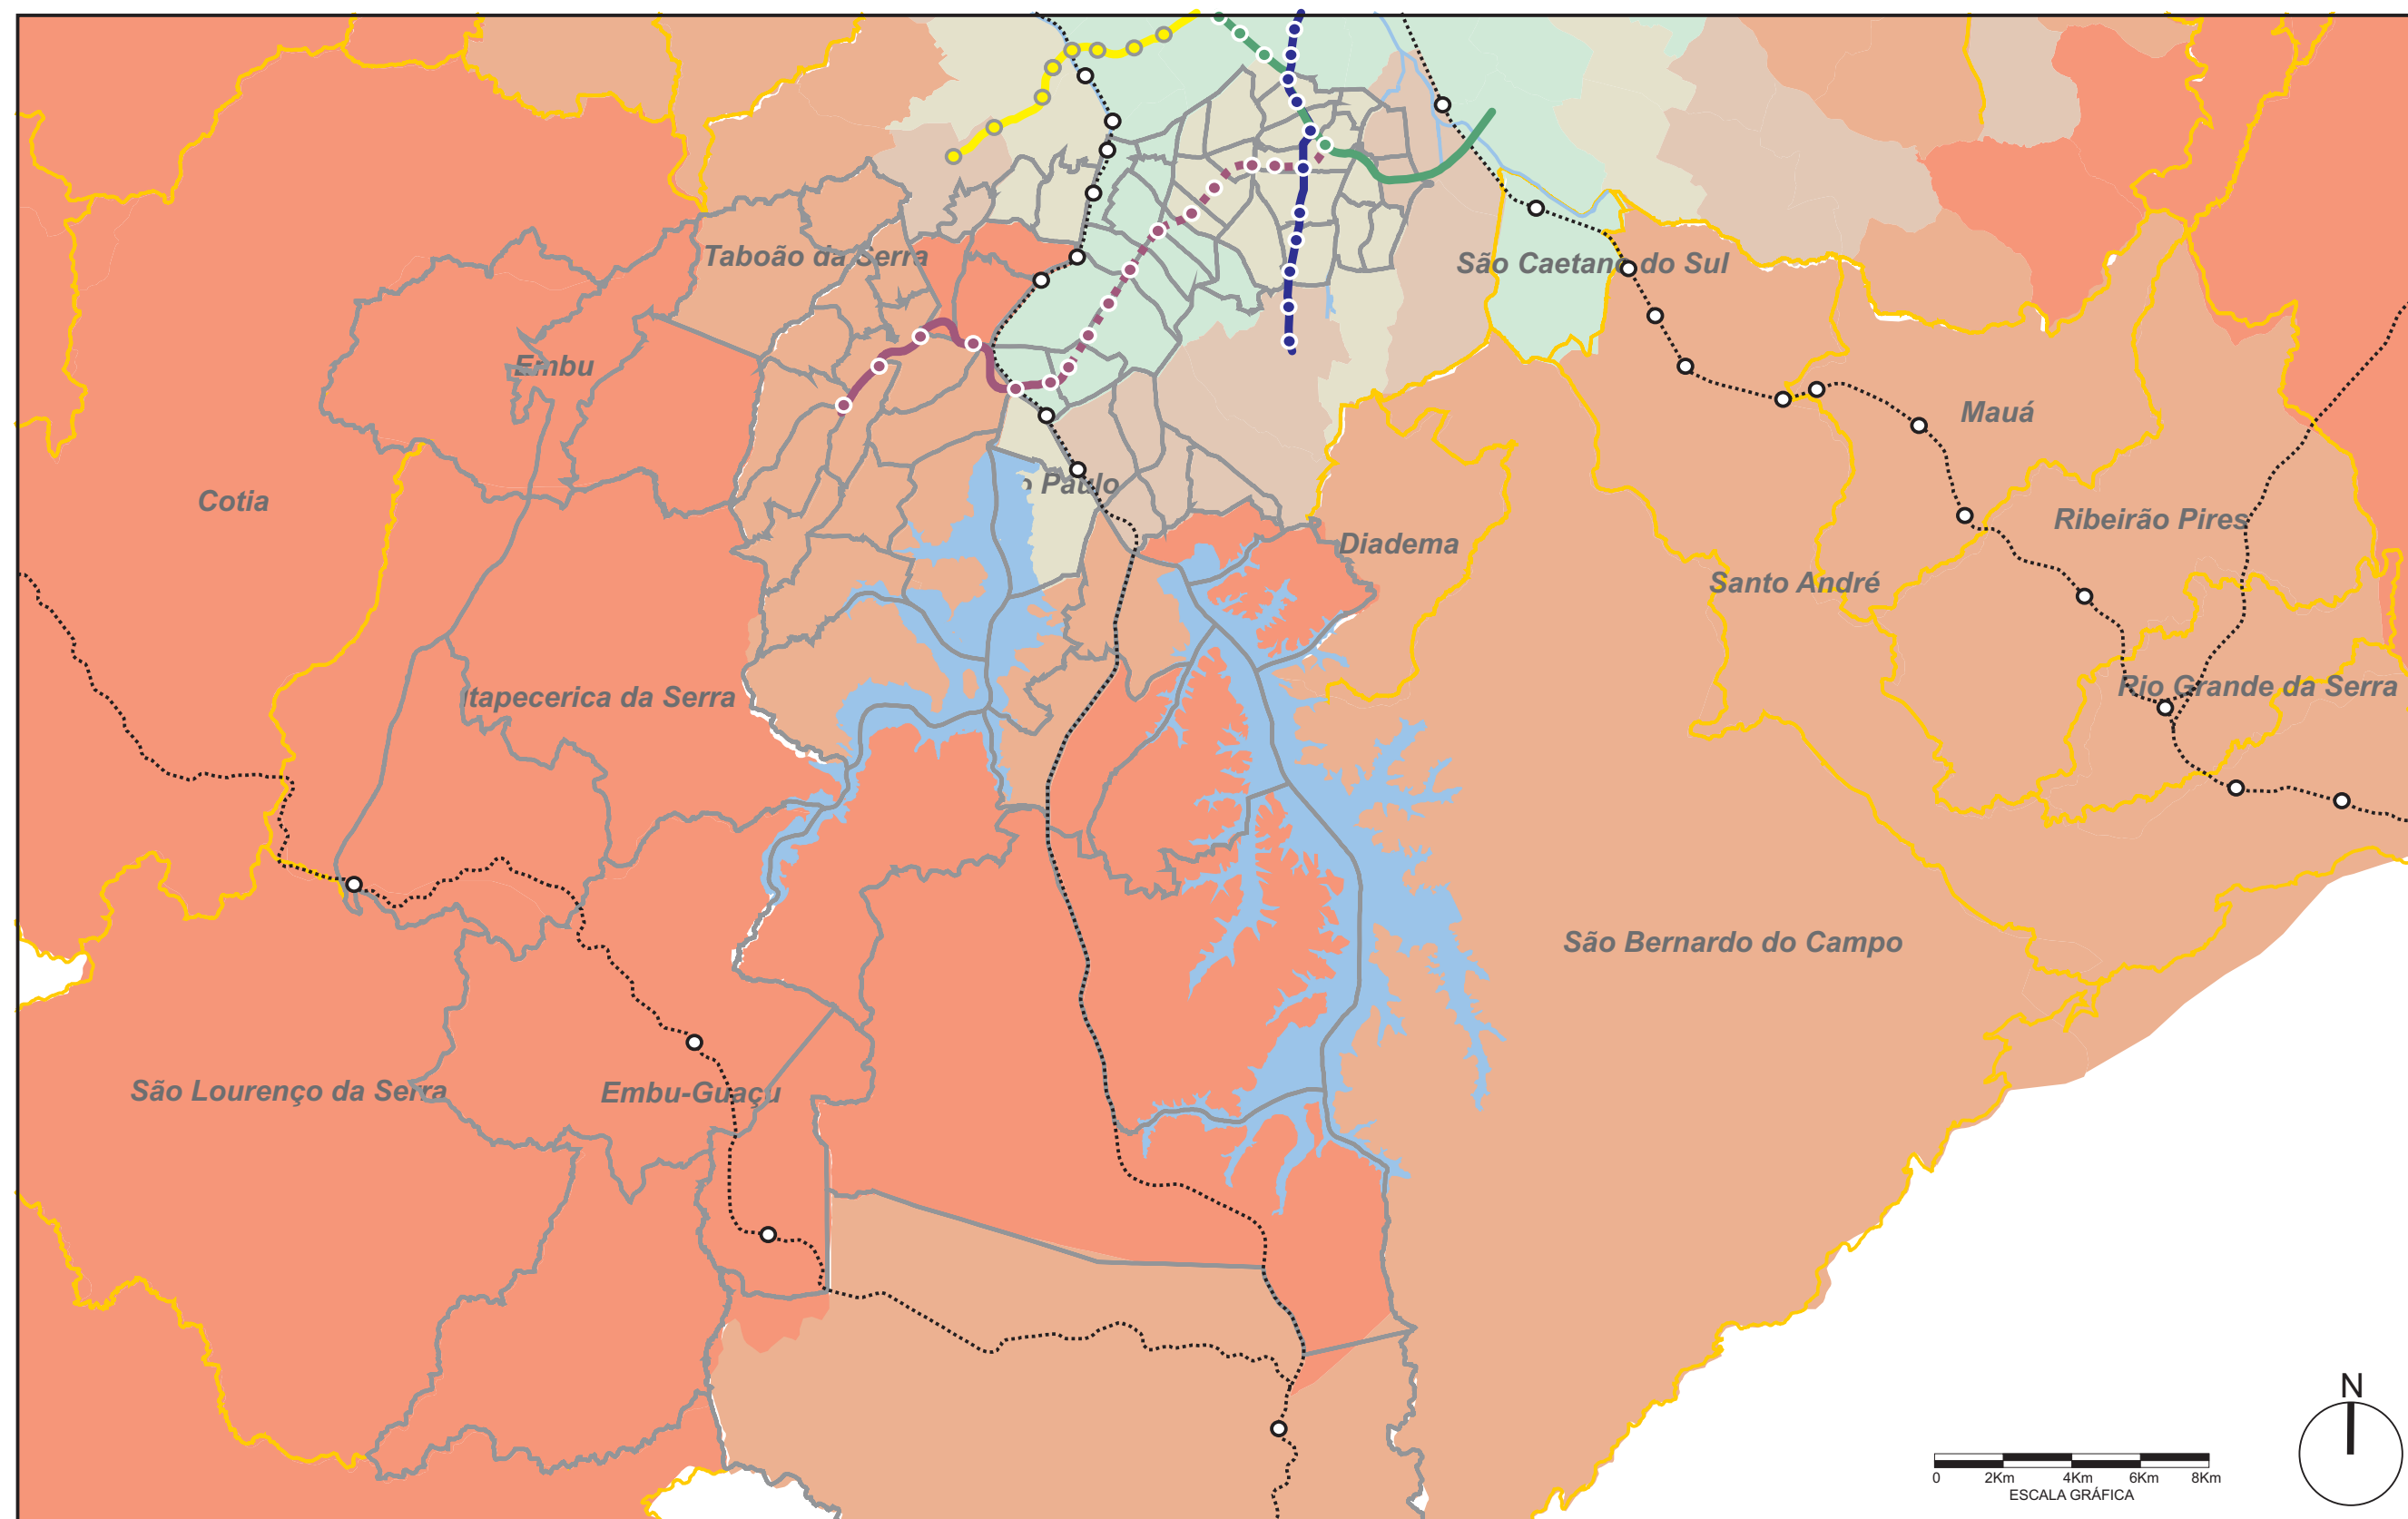 Taboão da Serra
São Caetano do Sul
Embu
Mauá
Cotia
o Paulo
Ribeirão Pires
Diadema
Santo André
Itapecerica da Serra
Rio Grande da Serra
São Bernardo do Campo
São Lourenço da Serra
Embu-Guaçu
N
0 2Km 4Km 6Km 8Km
ESCALA GRÁFICA